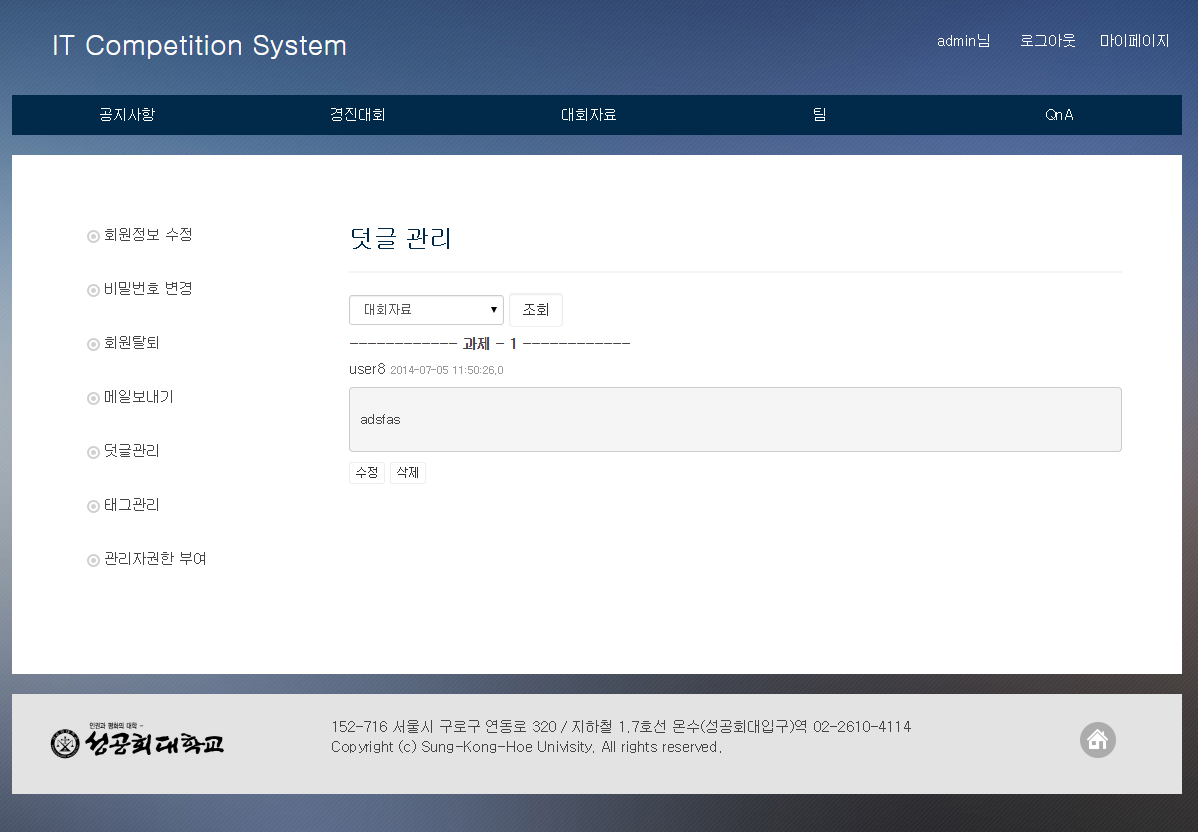 IT Competition System
admin님 로그아웃 마이페이지
공지사항 경진대회 대회자료 팀 QnA
회원정보 수정
비밀번호 변경
회원탈퇴
메일보내기
덧글관리
태그관리
관리자권한 부여
덧글 관리
대회자료 조회
------------ 과제 - 1 ------------
user8 2014-07-05 11:50:26.0
adsfas
수정 삭제
인권과 평화의 대학 -
성공회대학교
152-716 서울시 구로구 연동로 320 / 지하철 1.7호선 온수(성공회대입구)역 02-2610-4114
Copyright (c) Sung-Kong-Hoe Univisity. All rights reserved.